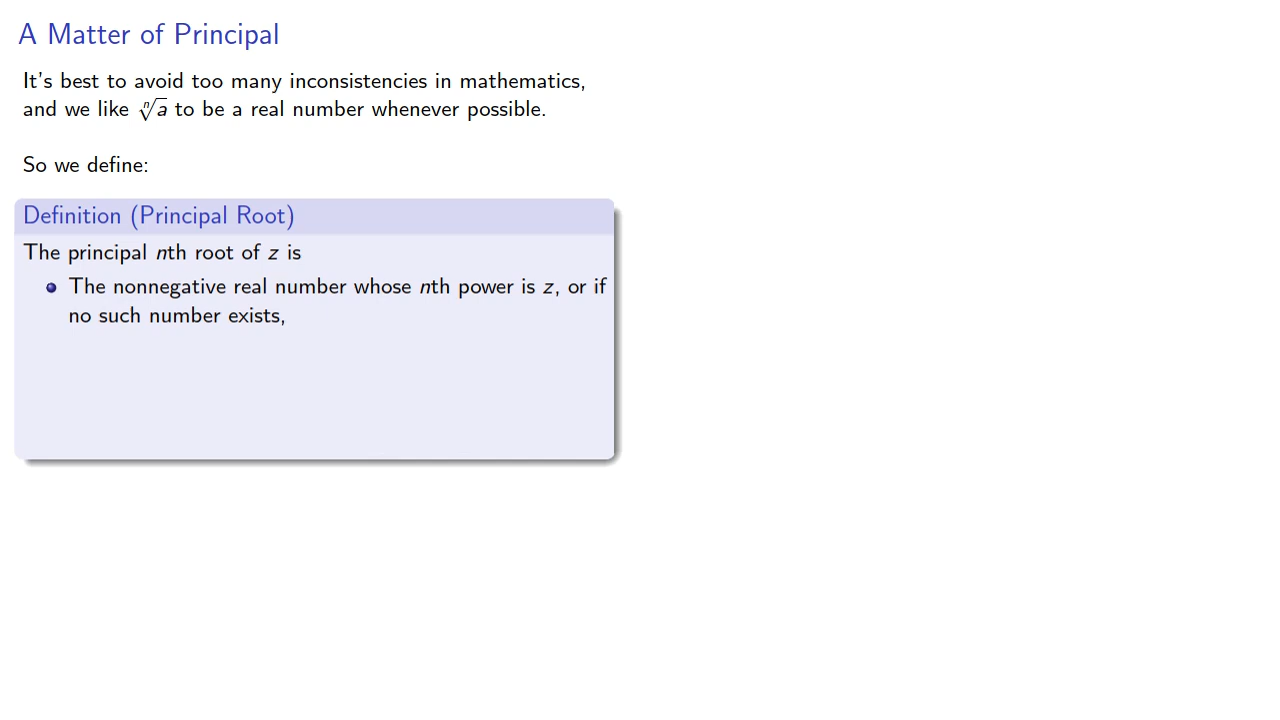 A Matter of Principal
It's best to avoid too many inconsistencies in mathematics,
and we like $\sqrt[n]{a}$ to be a real number whenever possible.
So we define:
Definition (Principal Root)
The principal nth root of z is
The nonnegative real number whose nth power is z, or if
no such number exists,